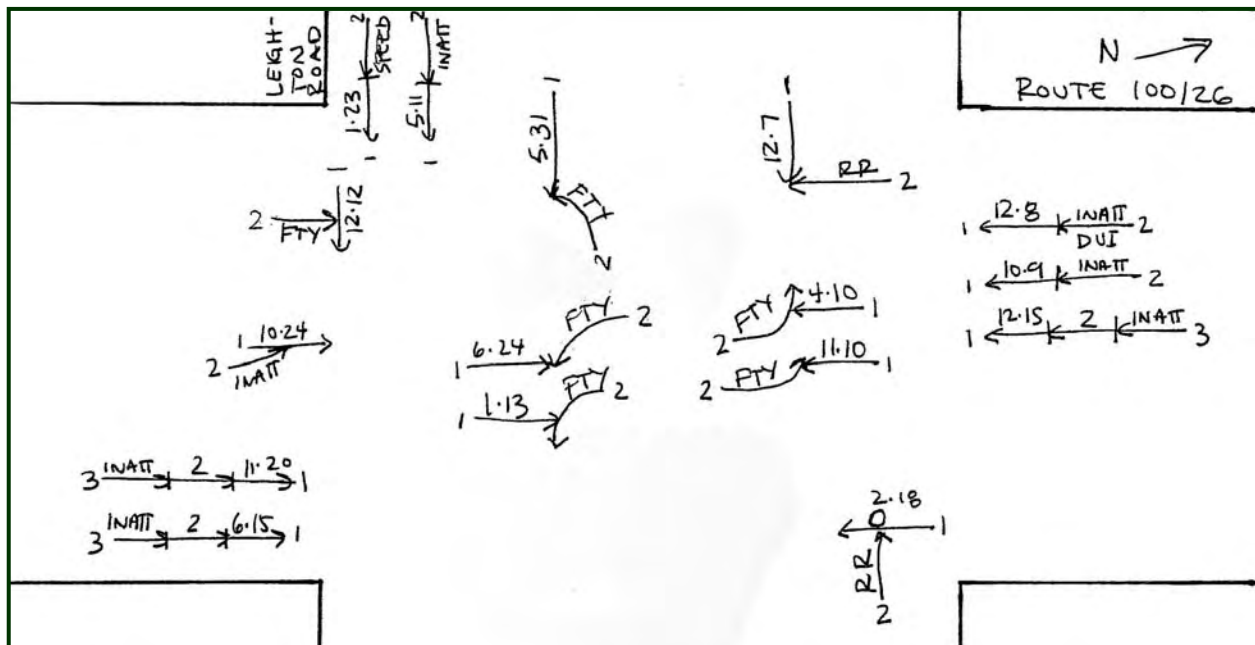 LEIGH-
TON
ROAD
2
SPEED
1.23
1
2
INATT
5.11
1
N
ROUTE 100/26
1
5.31
FTY
2
1
12.7
RR
2
1
12.12
2
FTY
1
12.8
INATT
DUI
2
1
10.9
INATT
2
1
12.15
2
INATT
3
1
10.24
2
INATT
1
6.24
FTY
2
1
1.13
FTY
2
FTY
4.10
1
2
FTY
11.10
1
2
3
INATT
2
11.20
1
3
INATT
2
6.15
1
2.18
1
RR
2